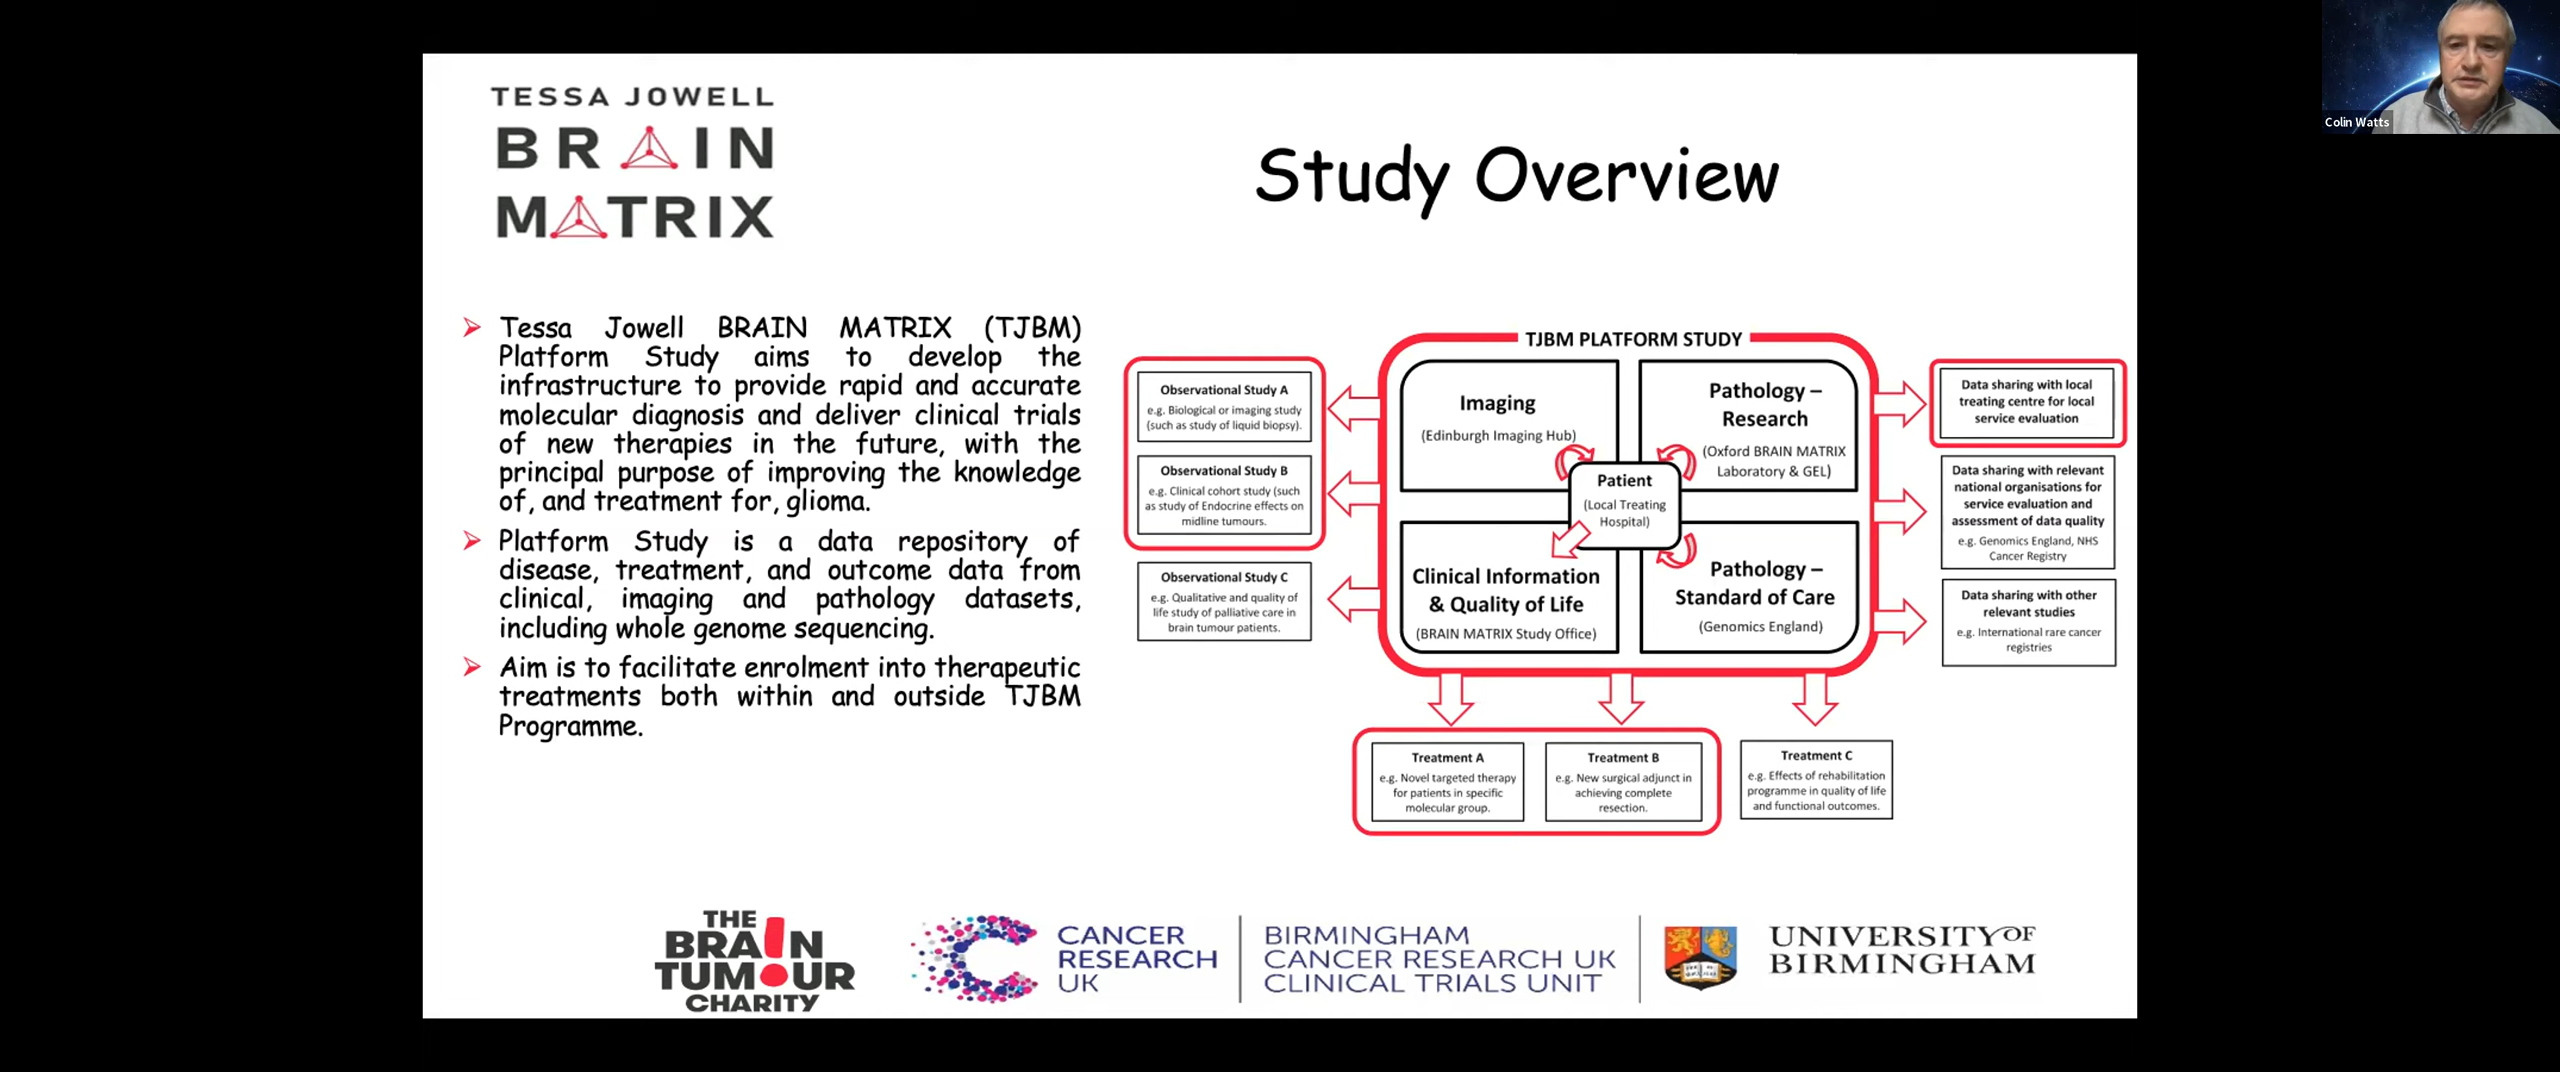 TESSA JOWELL
BRAIN
MATRIX
Study Overview
Colin Watts
Tessa Jowell BRAIN MATRIX (TJBM)
Platform Study aims to develop the
infrastructure to provide rapid and accurate
molecular diagnosis and deliver clinical trials
of new therapies in the future, with the
principal purpose of improving the knowledge
of, and treatment for, glioma.
Platform Study is a data repository of
disease, treatment, and outcome data from
clinical, imaging and pathology datasets,
including whole genome sequencing.
Aim is to facilitate enrolment into therapeutic
treatments both within and outside TJBM
Programme.
TJBM PLATFORM STUDY
Observational Study A
e.g. Biological or imaging study
(such as study of liquid biopsy).
Observational Study B
e.g. Clinical cohort study (such
as study of Endocrine effects on
midline tumours.
Observational Study C
e.g. Qualitative and quality of
life study of palliative care in
brain tumour patients.
Imaging
(Edinburgh Imaging Hub)
Pathology –
Research
(Oxford BRAIN MATRIX
Laboratory & GEL)
Patient
(Local Treating
Hospital)
Clinical Information
& Quality of Life
(BRAIN MATRIX Study Office)
Pathology –
Standard of Care
(Genomics England)
Data sharing with local
treating centre for local
service evaluation
Data sharing with relevant
national organisations for
service evaluation and
assessment of data quality
e.g. Genomics England, NHS
Cancer Registry
Data sharing with other
relevant studies
e.g. International rare cancer
registries
Treatment A
e.g. Novel targeted therapy
for patients in specific
molecular group.
Treatment B
e.g. New surgical adjunct in
achieving complete
resection.
Treatment C
e.g. Effects of rehabilitation
programme in quality of life
and functional outcomes.
THE
BRA!N
TUMOUR
CHARITY
CANCER
RESEARCH
UK
BIRMINGHAM
CANCER RESEARCH UK
CLINICAL TRIALS UNIT
UNIVERSITY OF
BIRMINGHAM